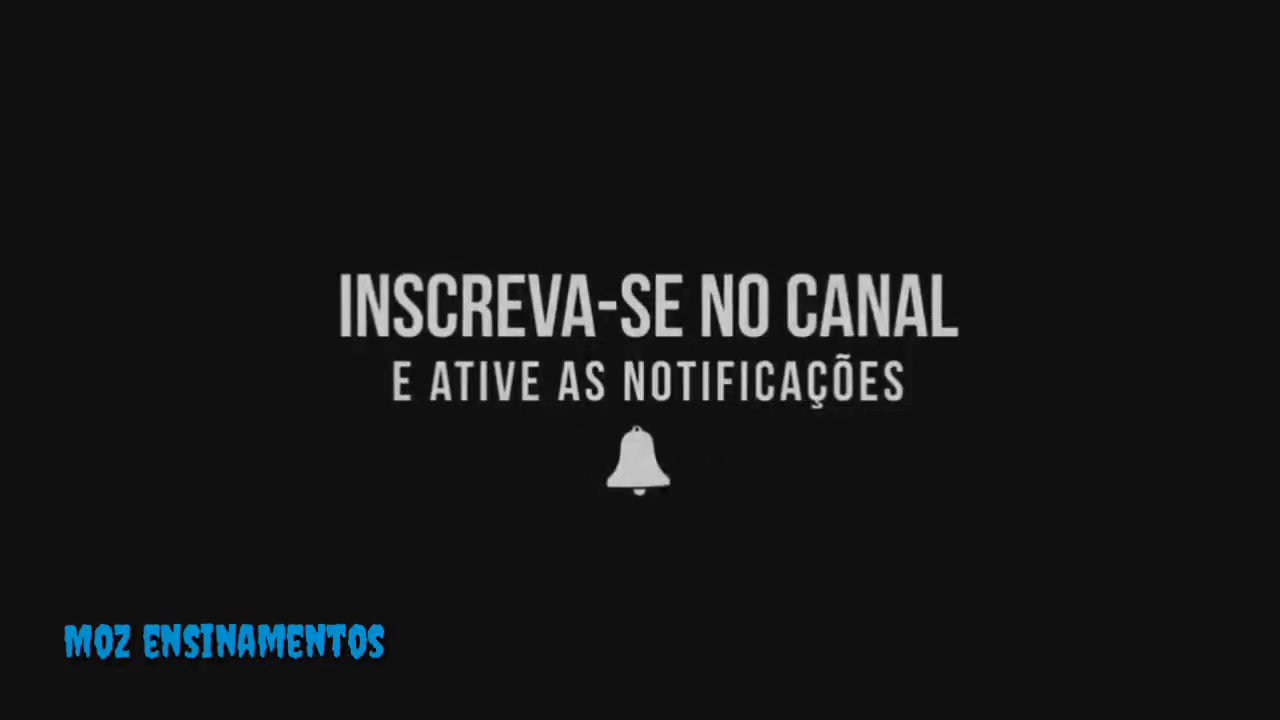 INSCREVA-SE NO CANAL
E ATIVE AS NOTIFICAÇÕES
MOZ ENSINAMENTOS